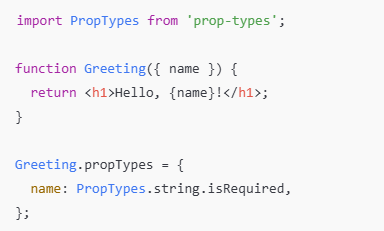 import PropTypes from 'prop-types';
function Greeting({ name }) {
  return <h1>Hello, {name}!</h1>;
}
Greeting.propTypes = {
  name: PropTypes.string.isRequired,
};